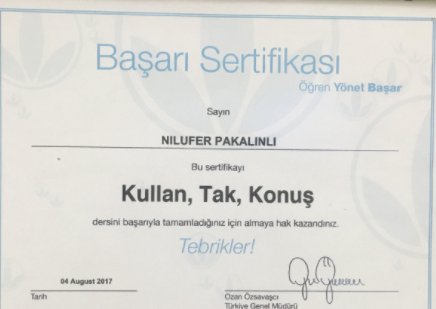 Başarı Sertifikası
Öğren Yönet Başar
Sayın
NILUFER PAKALINLI
Bu sertifikayı
Kullan, Tak, Konuş
dersini başarıyla tamamladığınız için almaya hak kazandınız.
Tebrikler!
04 August 2017
Tarih
Ozan Özsavaşcı
Türkiye Genel Müdürü